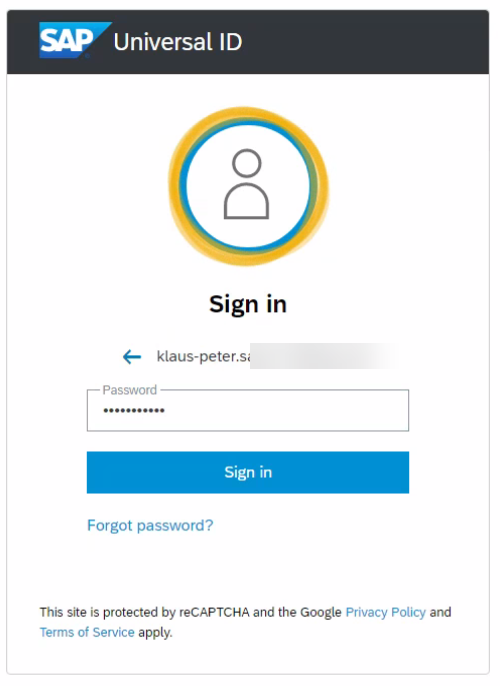 SAP Universal ID
Sign in
klaus-peter.sa
Password
•••••••••••
Sign in
Forgot password?
This site is protected by reCAPTCHA and the Google Privacy Policy and
Terms of Service apply.